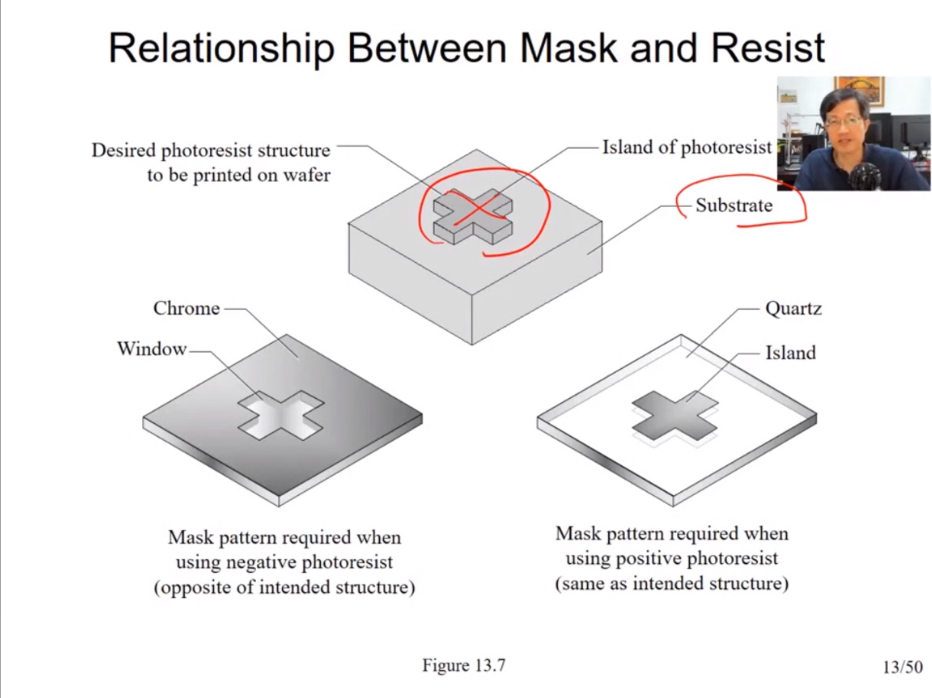 Relationship Between Mask and Resist
Desired photoresist structure
to be printed on wafer
Island of photoresist
Substrate
Chrome
Window
Quartz
Island
Mask pattern required when
using negative photoresist
(opposite of intended structure)
Mask pattern required when
using positive photoresist
(same as intended structure)
Figure 13.7
13/50